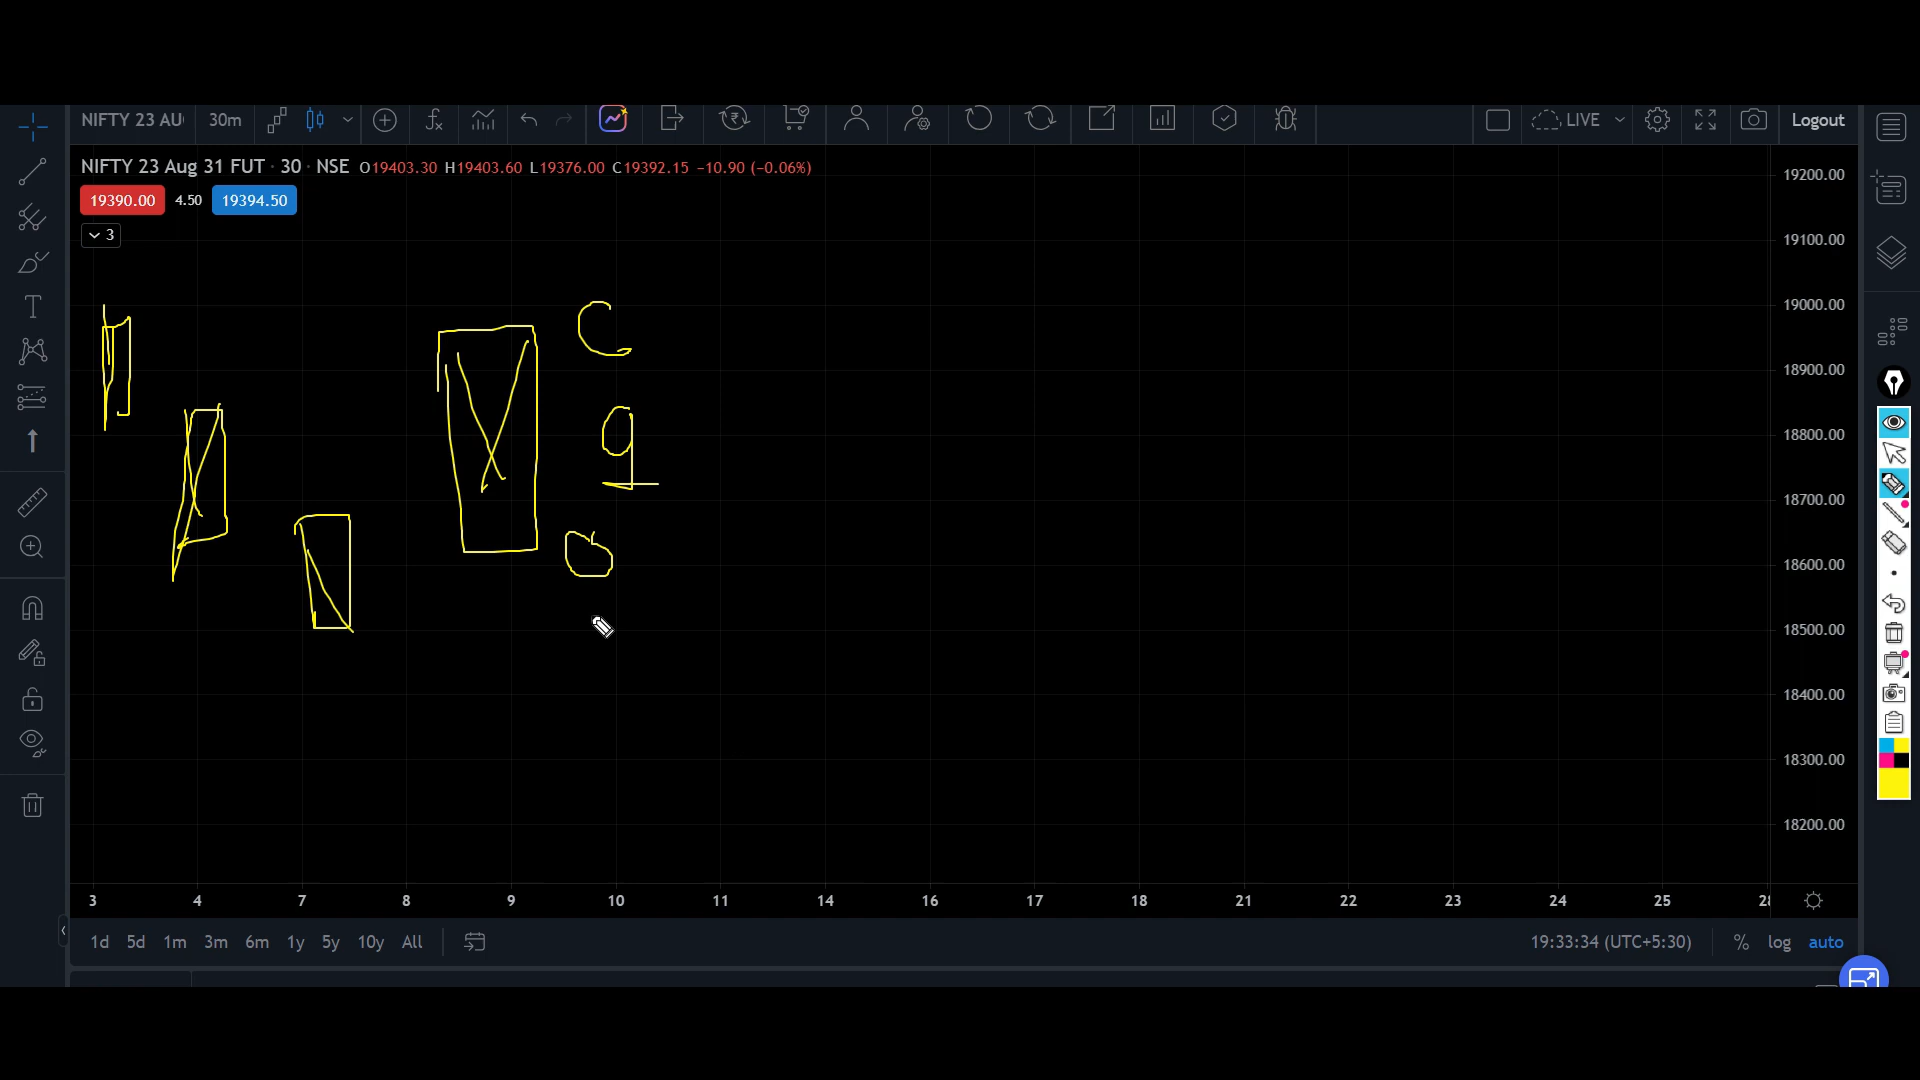 NIFTY 23 AU 30m LIVE Logout
NIFTY 23 Aug 31 FUT · 30 · NSE O19403.30 H19403.60 L19376.00 C19392.15 −10.90 (−0.06%)
19390.00 4.50 19394.50
3
19200.00
19100.00
19000.00
18900.00
18800.00
18700.00
18600.00
18500.00
18400.00
18300.00
18200.00
C
3 4 7 8 9 10 11 14 16 17 18 21 22 23 24 25
1d 5d 1m 3m 6m 1y 5y 10y All 19:33:34 (UTC+5:30) % log auto